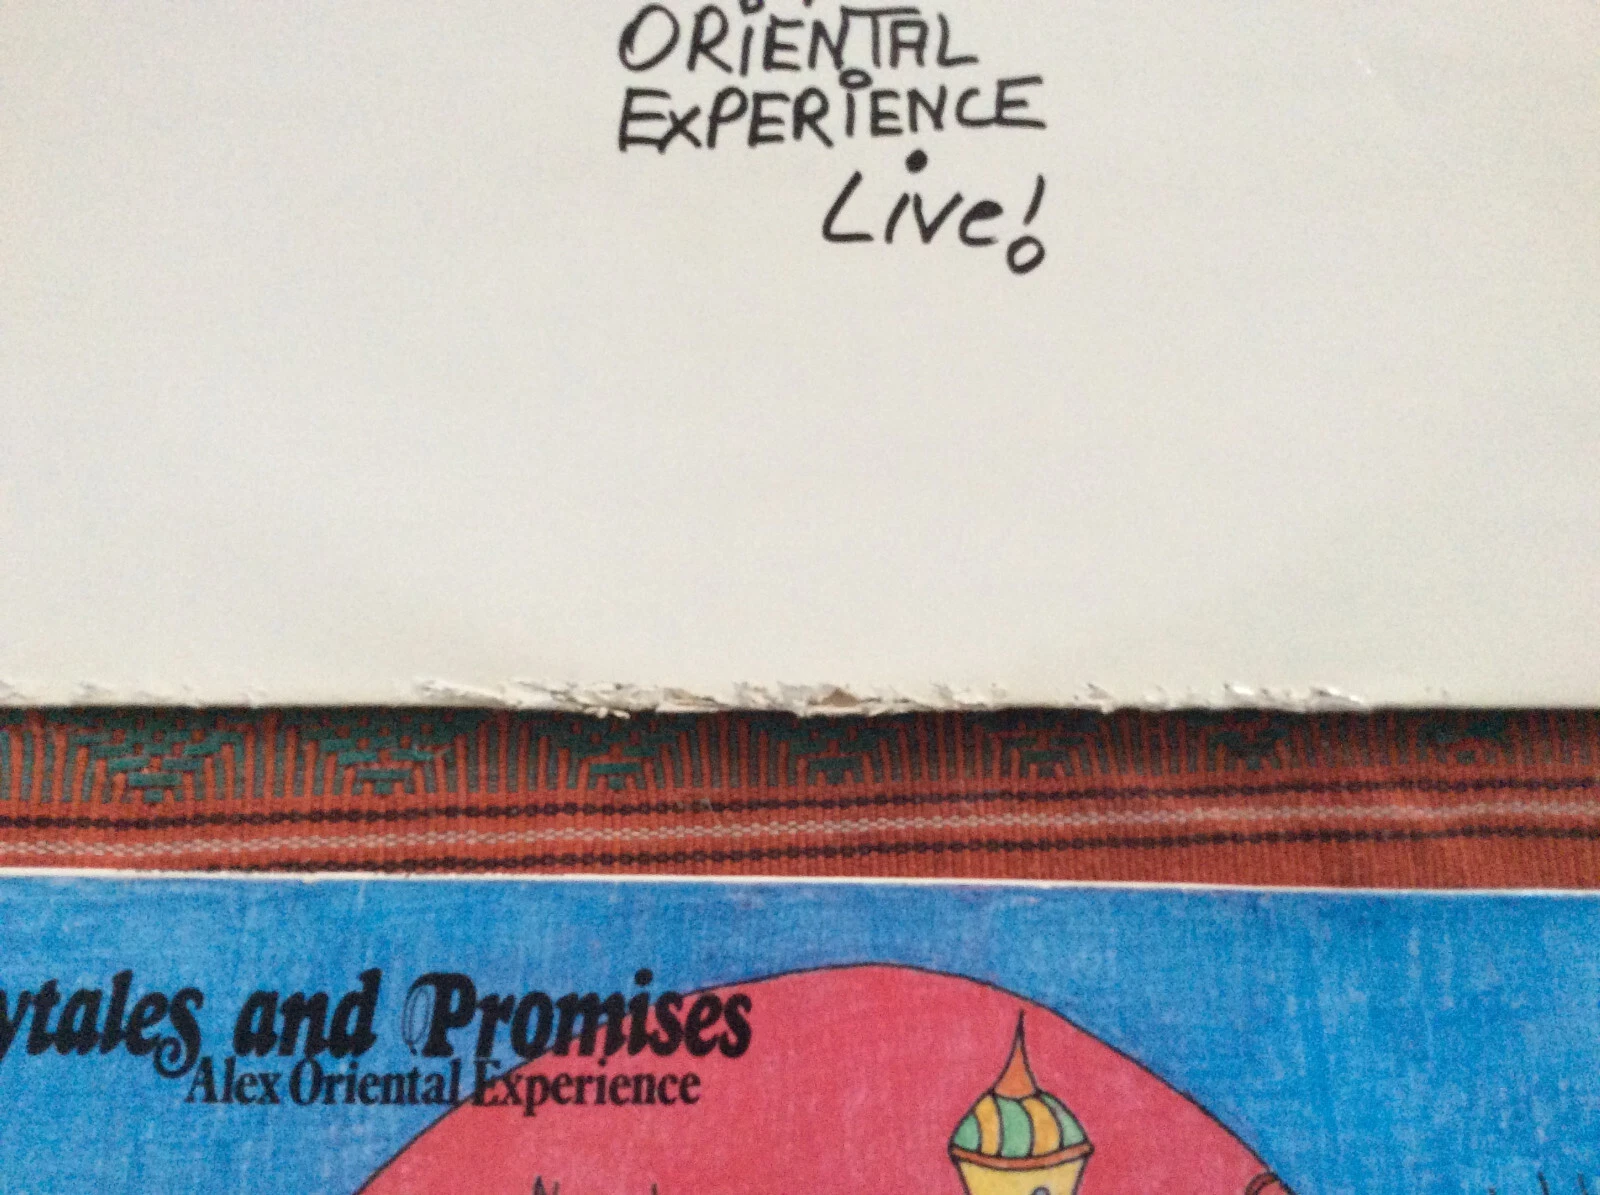 ORIENTAL
EXPERIENCE
Live!
ytales and Promises
Alex Oriental Experience